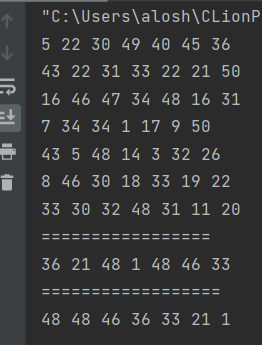 "C:\Users\alosh\CLionP
5 22 30 49 40 45 36
43 22 31 33 22 21 50
16 46 47 34 48 16 31
7 34 34 1 17 9 50
43 5 48 14 3 32 26
8 46 30 18 33 19 22
33 30 32 48 31 11 20
=================
36 21 48 1 48 46 33
==================
48 48 46 36 33 21 1